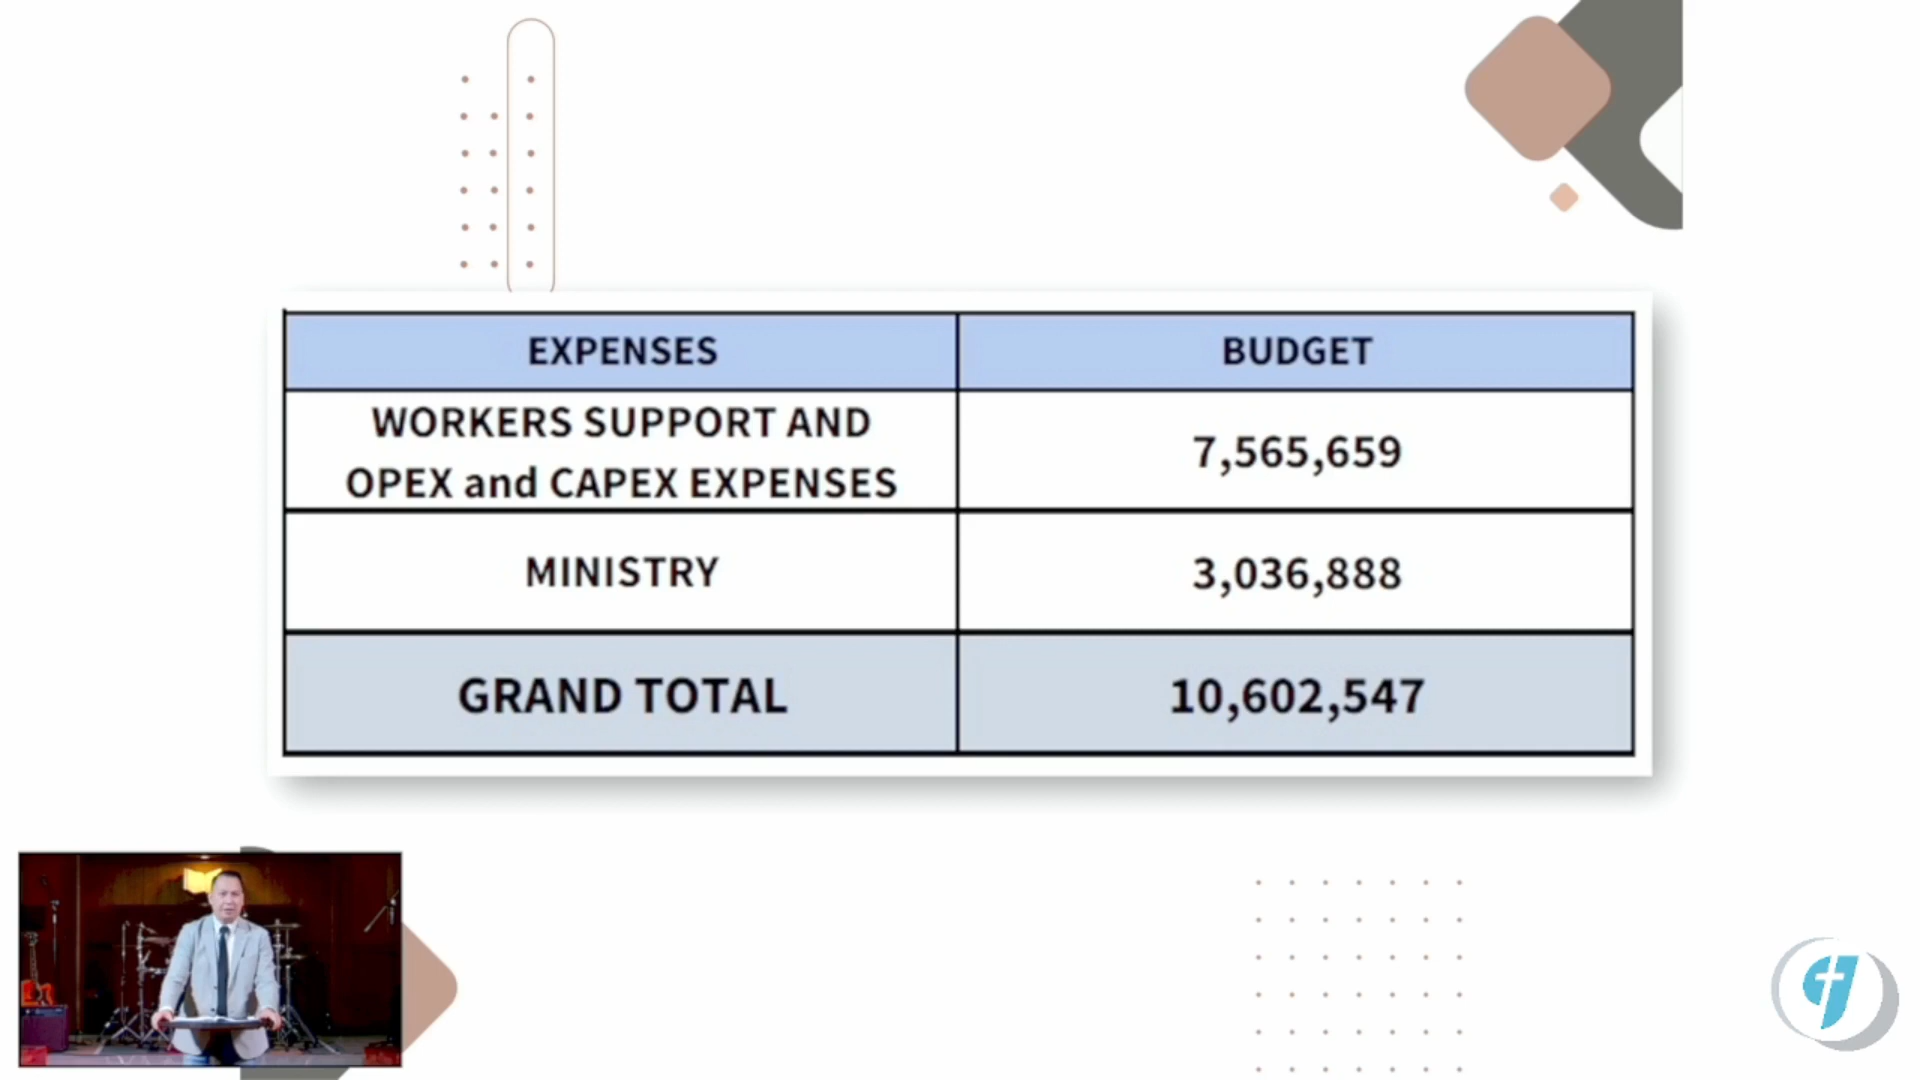 EXPENSES
BUDGET
WORKERS SUPPORT AND
OPEX and CAPEX EXPENSES
7,565,659
MINISTRY
3,036,888
GRAND TOTAL
10,602,547